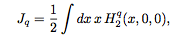 J_q = \frac{1}{2} \int dx\, x\, H_2^q(x, 0, 0),